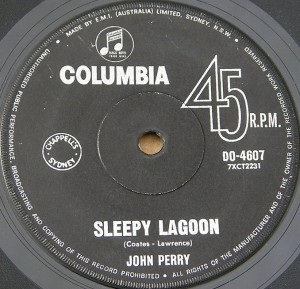 MADE BY E.M.I. (AUSTRALIA) LIMITED, SYDNEY, N.S.W.
ALL RIGHTS OF THE MANUFACTURER AND OF THE OWNER OF THE RECORDED WORK RESERVED
UNAUTHORISED PUBLIC PERFORMANCE, BROADCASTING AND COPYING OF THIS RECORD PROHIBITED
COLUMBIA
45
R.P.M.
CHAPPELL'S
SYDNEY
DO-4607
7XCT2231
SLEEPY LAGOON
(Coates - Lawrence)
JOHN PERRY